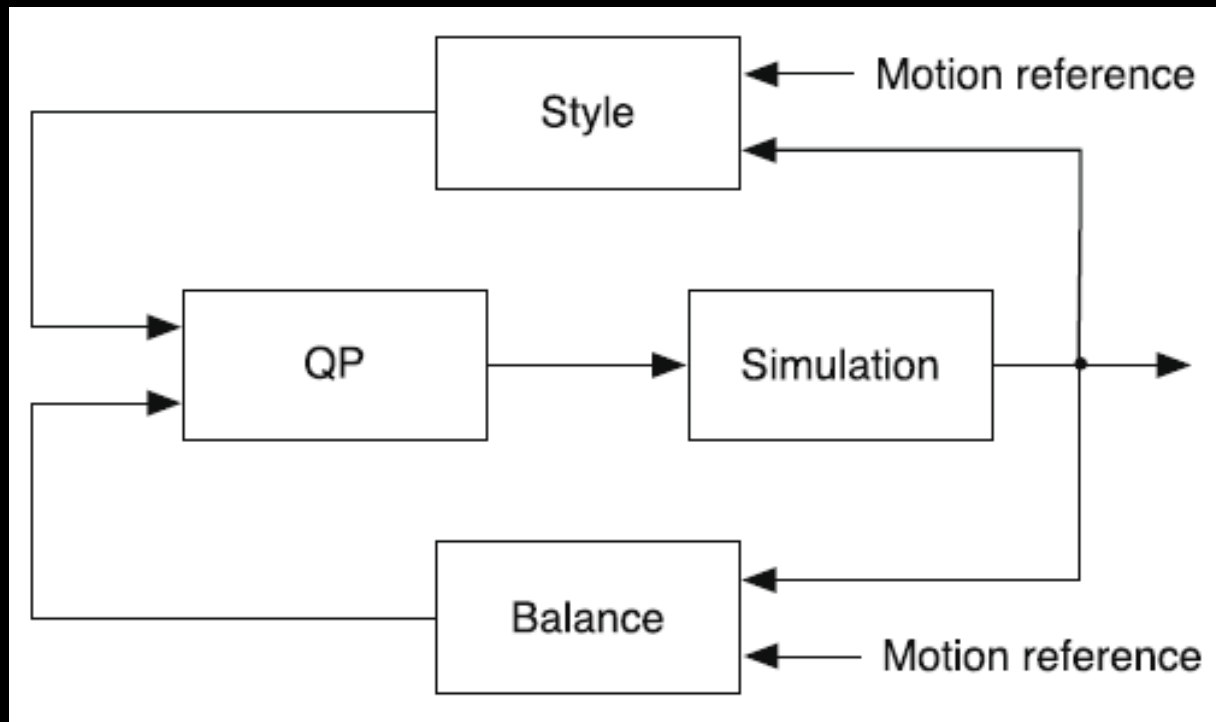 Motion reference
Style
QP
Simulation
Balance
Motion reference